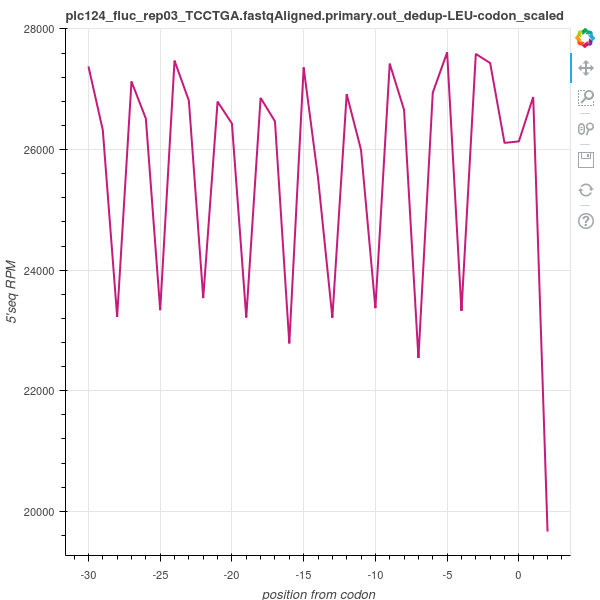 plc124_fluc_rep03_TCCTGA.fastqAligned.primary.out_dedup-LEU-codon_scaled
28000
26000
24000
22000
20000
5'seq RPM
-30 -25 -20 -15 -10 -5 0
position from codon